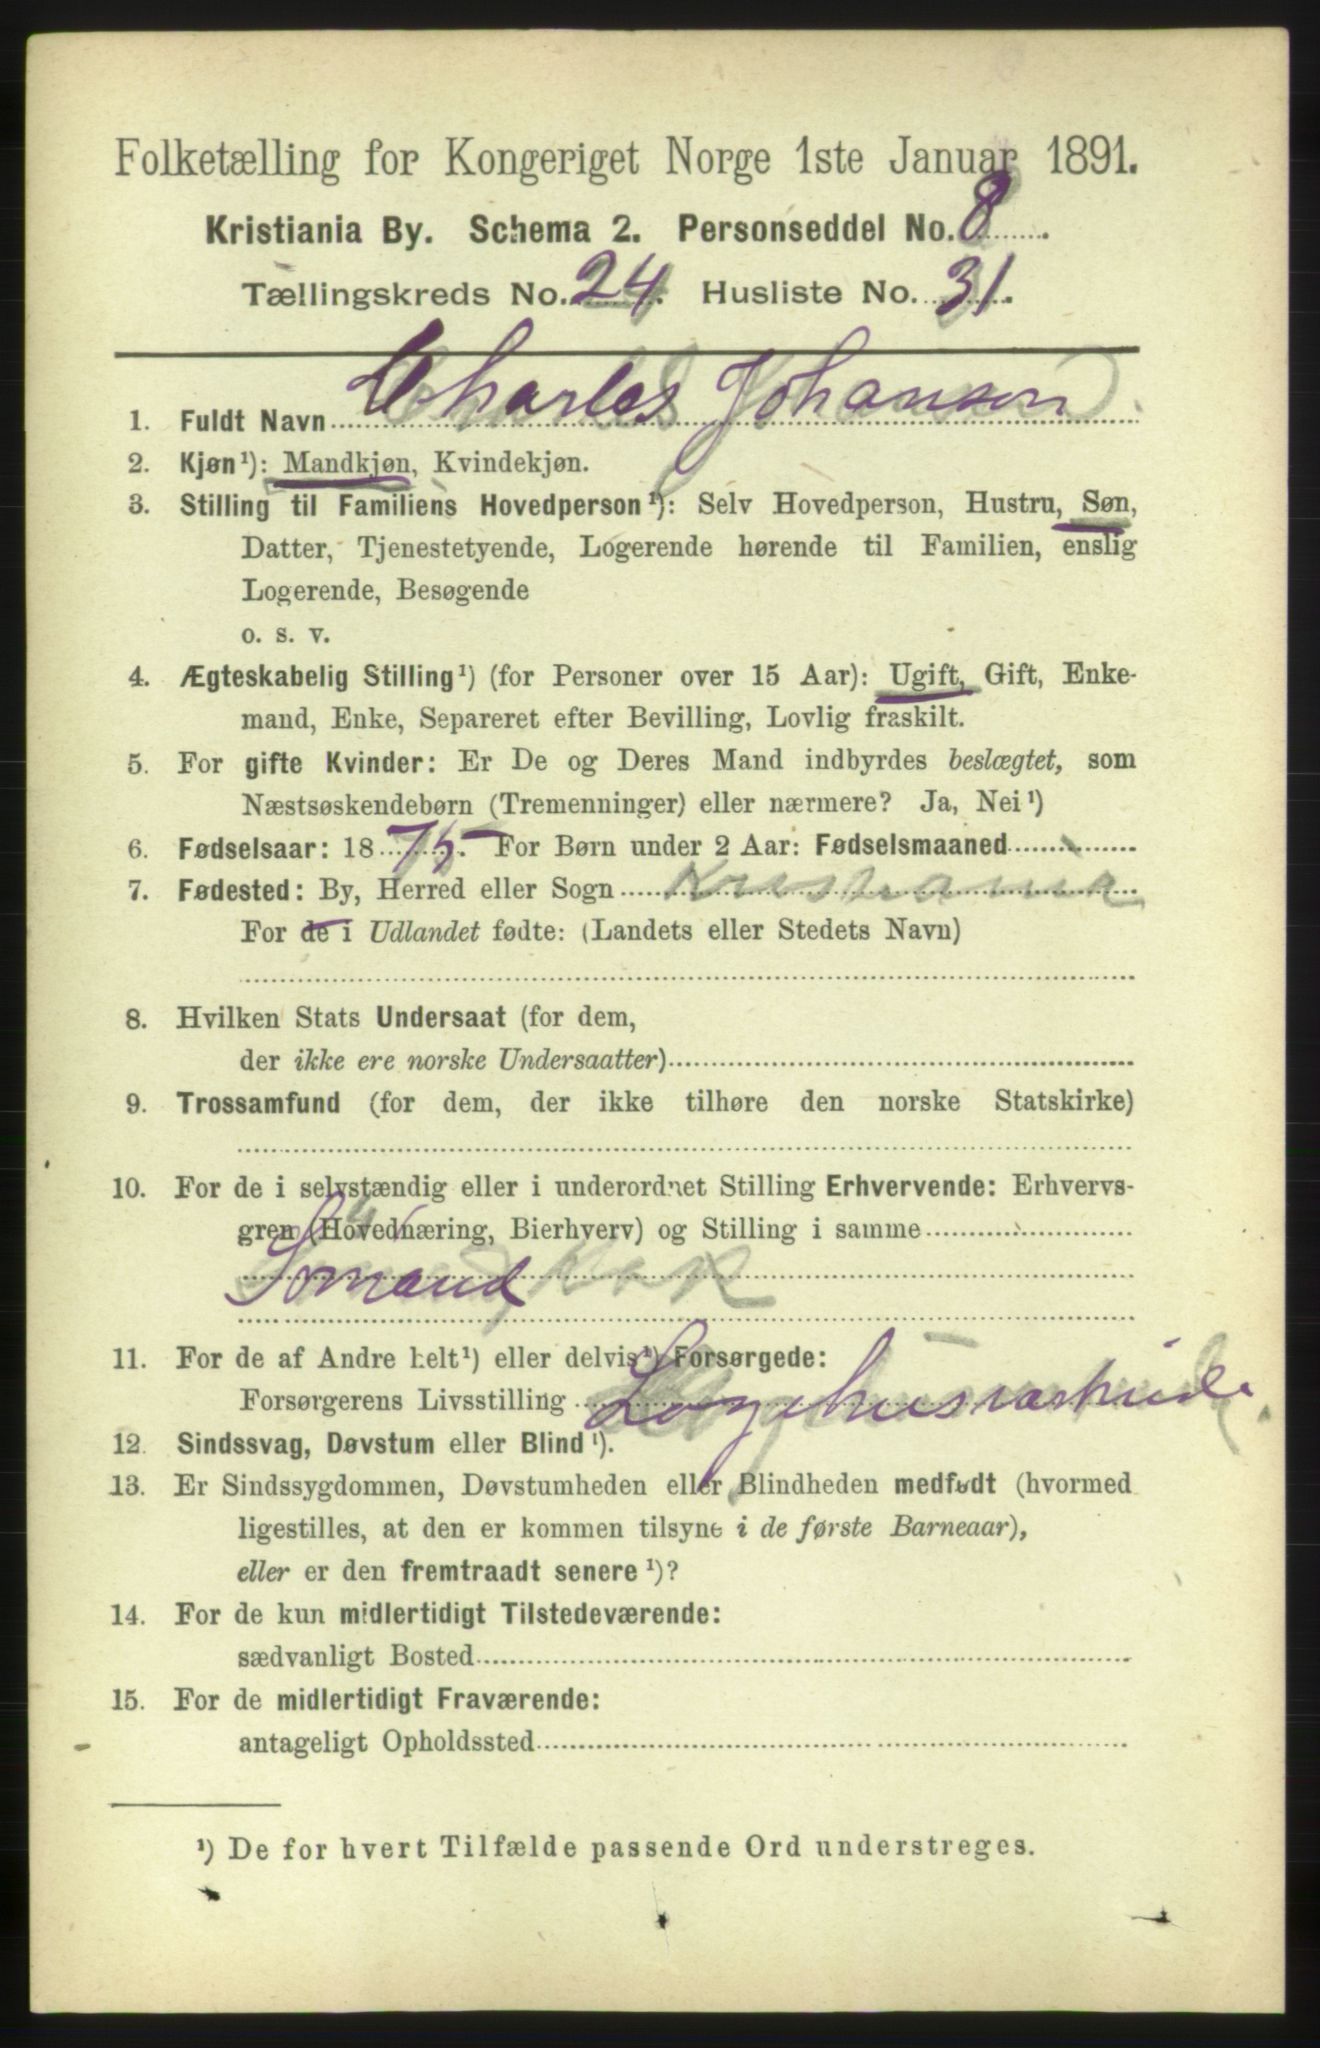 Folketælling for Kongeriget Norge 1ste Januar 1891.
Kristiania By. Schema 2. Personseddel No. 8
Tællingskreds No. 24. Husliste No. 31.
1. Fuldt Navn Charles Johanson
2. Kjøn¹): Mandkjøn, Kvindekjøn.
3. Stilling til Familiens Hovedperson¹): Selv Hovedperson, Hustru, Søn,
Datter, Tjenestetyende, Logerende hørende til Familien, enslig
Logerende, Besøgende
o. s. v.
4. Ægteskabelig Stilling¹) (for Personer over 15 Aar): Ugift, Gift, Enke-
mand, Enke, Separeret efter Bevilling, Lovlig fraskilt.
5. For gifte Kvinder: Er De og Deres Mand indbyrdes beslægtet, som
Næstsøskendebørn (Tremenninger) eller nærmere? Ja, Nei¹)
6. Fødselsaar: 1875. For Børn under 2 Aar: Fødselsmaaned
7. Fødested: By, Herred eller Sogn Kristiania
For de i Udlandet fødte: (Landets eller Stedets Navn)
8. Hvilken Stats Undersaat (for dem,
der ikke ere norske Undersaatter)
9. Trossamfund (for dem, der ikke tilhøre den norske Statskirke)
10. For de i selvstændig eller i underordnet Stilling Erhvervende: Erhvervs-
gren (Hovednæring, Bierhverv) og Stilling i samme
Sømand, Kok
11. For de af Andre helt¹) eller delvis¹) Forsørgede:
Forsørgerens Livsstilling
12. Sindssvag, Døvstum eller Blind¹).
13. Er Sindssygdommen, Døvstumheden eller Blindheden medfødt (hvormed
ligestilles, at den er kommen tilsyne i de første Barneaar),
eller er den fremtraadt senere¹)?
14. For de kun midlertidigt Tilstedeværende:
sædvanligt Bosted
15. For de midlertidigt Fraværende:
antageligt Opholdssted
¹) De for hvert Tilfælde passende Ord understreges.